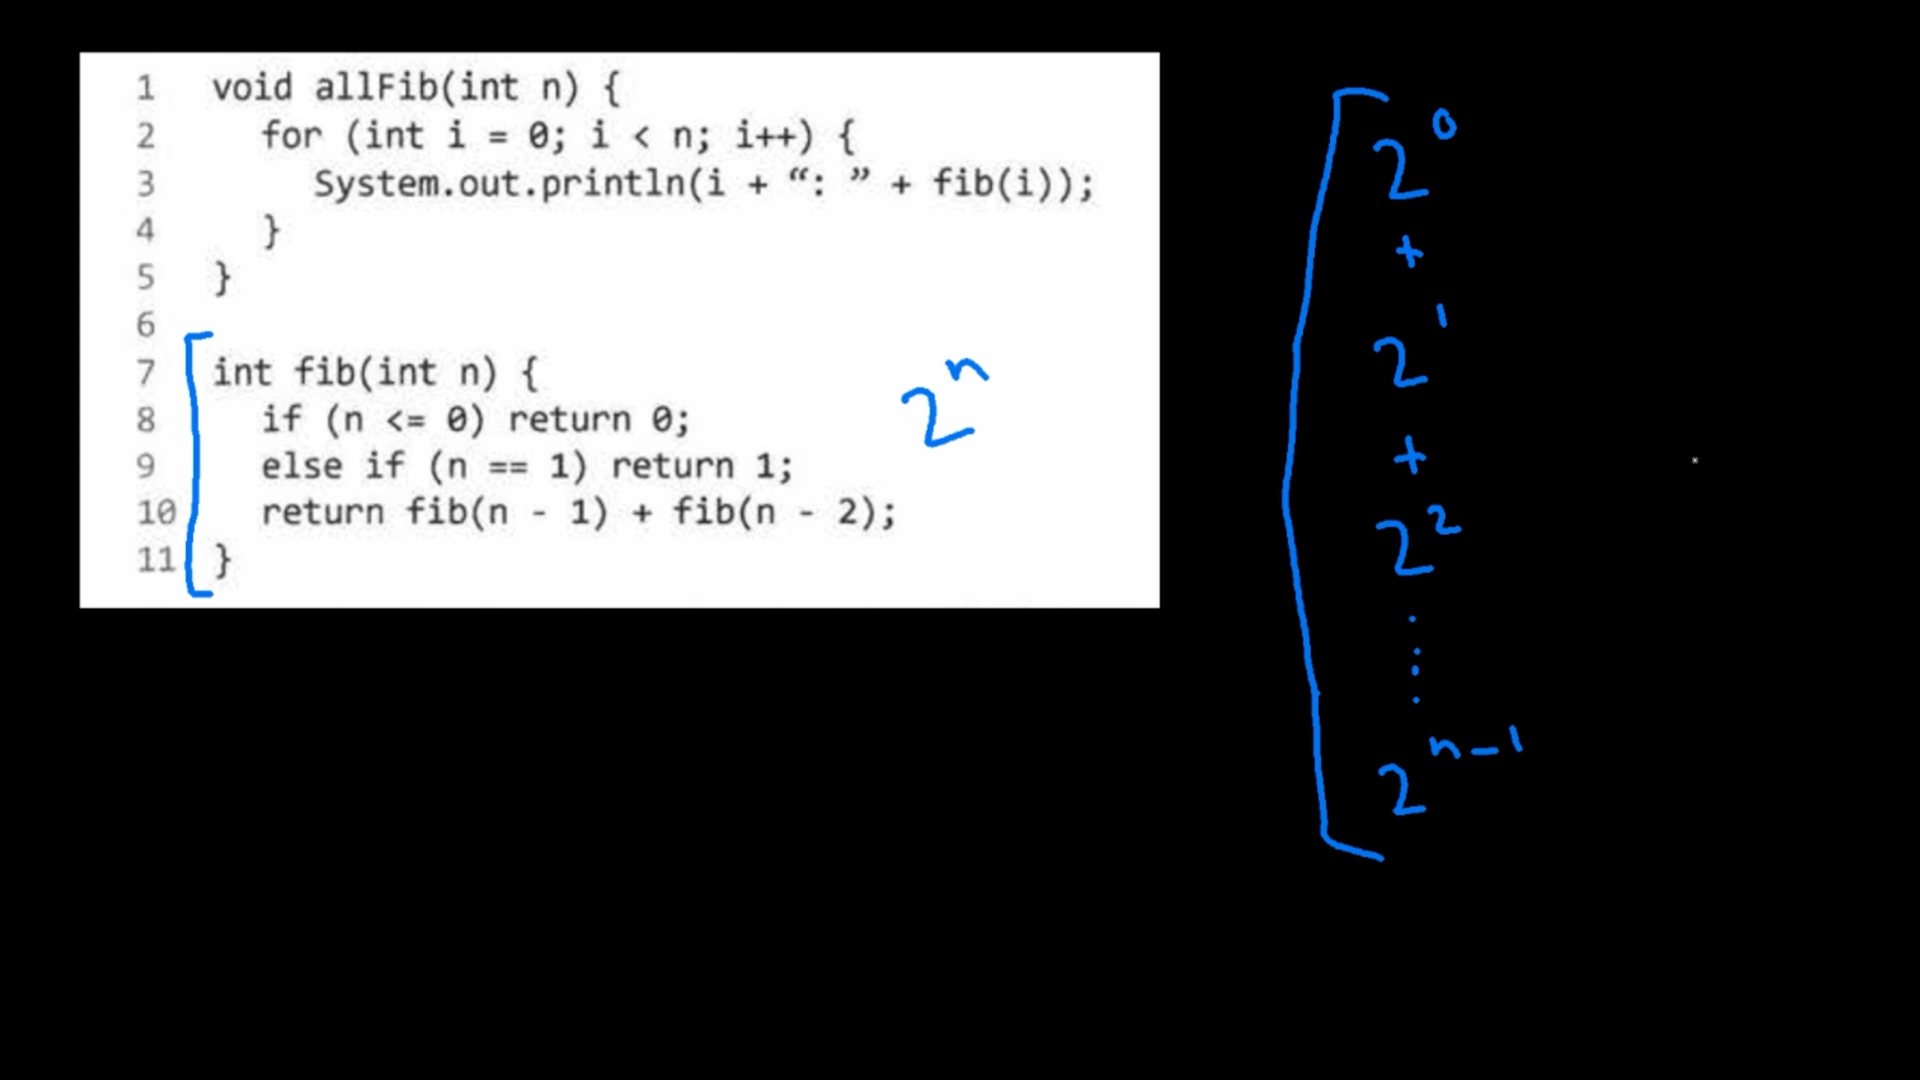 1 void allFib(int n) {
2 for (int i = 0; i < n; i++) {
3 System.out.println(i + “: ” + fib(i));
4 }
5 }
6
7 int fib(int n) {
8 if (n <= 0) return 0;
9 else if (n == 1) return 1;
10 return fib(n - 1) + fib(n - 2);
11 }
2^n
2^0
+
2^1
+
2^2
....
2^n-1